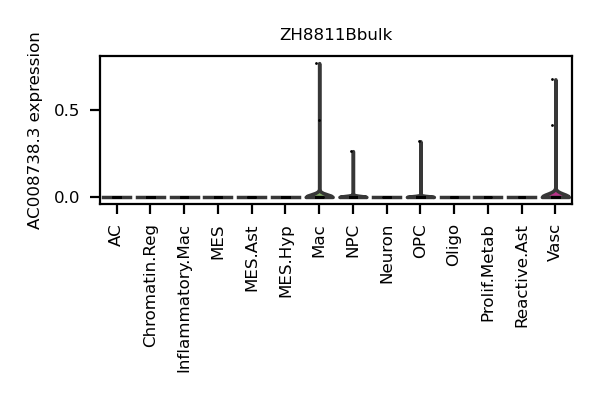 ZH8811Bbulk
AC008738.3 expression
0.5
0.0
AC
Chromatin.Reg
Inflammatory.Mac
MES
MES.Ast
MES.Hyp
Mac
NPC
Neuron
OPC
Oligo
Prolif.Metab
Reactive.Ast
Vasc